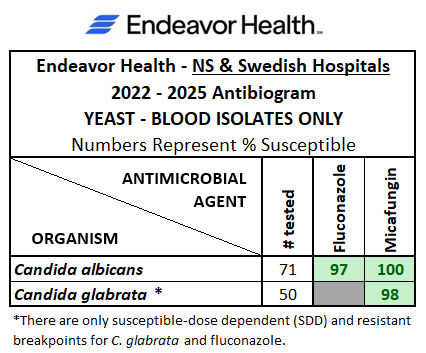 Endeavor Health SM
Endeavor Health - NS & Swedish Hospitals
2022 - 2025 Antibiogram
YEAST - BLOOD ISOLATES ONLY
Numbers Represent % Susceptible
ANTIMICROBIAL
AGENT
ORGANISM
# tested
Fluconazole
Micafungin
Candida albicans 71 97 100
Candida glabrata * 50 98
*There are only susceptible-dose dependent (SDD) and resistant
breakpoints for C. glabrata and fluconazole.